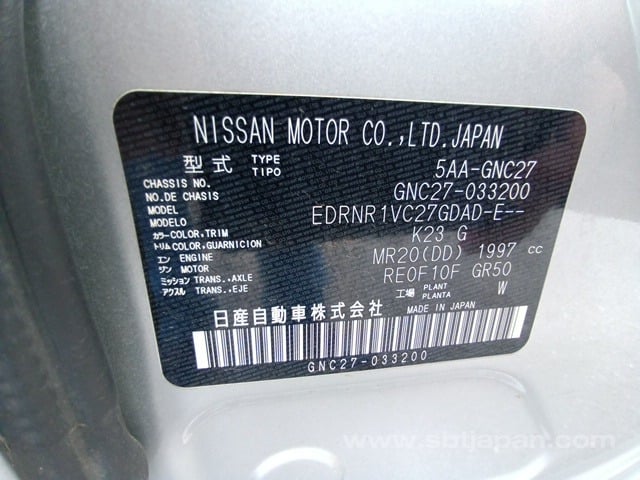 NISSAN MOTOR CO.,LTD.JAPAN
型式 TYPE TIPO 5AA-GNC27
CHASSIS NO. NO.DE CHASIS GNC27-033200
MODEL MODELO EDRNR1VC27GDAD-E--
カラー COLOR,TRIM トリム COLOR,GUARNICION K23 G
エンジン ENGINE MOTOR MR20(DD) 1997 cc
ミッション TRANS.,AXLE アクスル TRANS.,EJE RE0F10F GR50
工場 PLANT PLANTA W
日産自動車株式会社 MADE IN JAPAN
GNC27-033200
www.sbtjapan.com